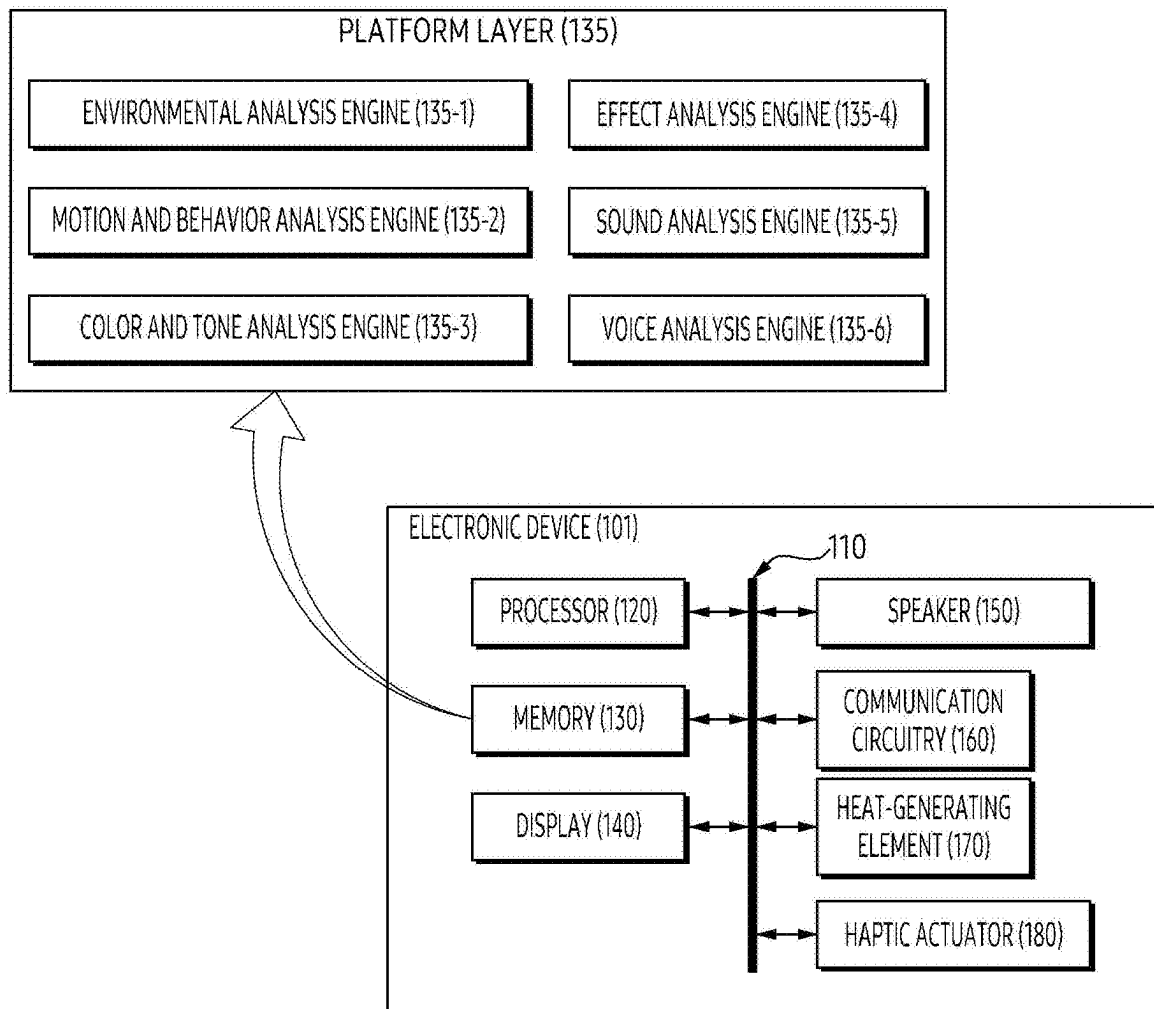 PLATFORM LAYER (135)
ENVIRONMENTAL ANALYSIS ENGINE (135-1)
EFFECT ANALYSIS ENGINE (135-4)
MOTION AND BEHAVIOR ANALYSIS ENGINE (135-2)
SOUND ANALYSIS ENGINE (135-5)
COLOR AND TONE ANALYSIS ENGINE (135-3)
VOICE ANALYSIS ENGINE (135-6)
ELECTRONIC DEVICE (101)
110
PROCESSOR (120)
SPEAKER (150)
MEMORY (130)
COMMUNICATION
CIRCUITRY (160)
DISPLAY (140)
HEAT-GENERATING
ELEMENT (170)
HAPTIC ACTUATOR (180)